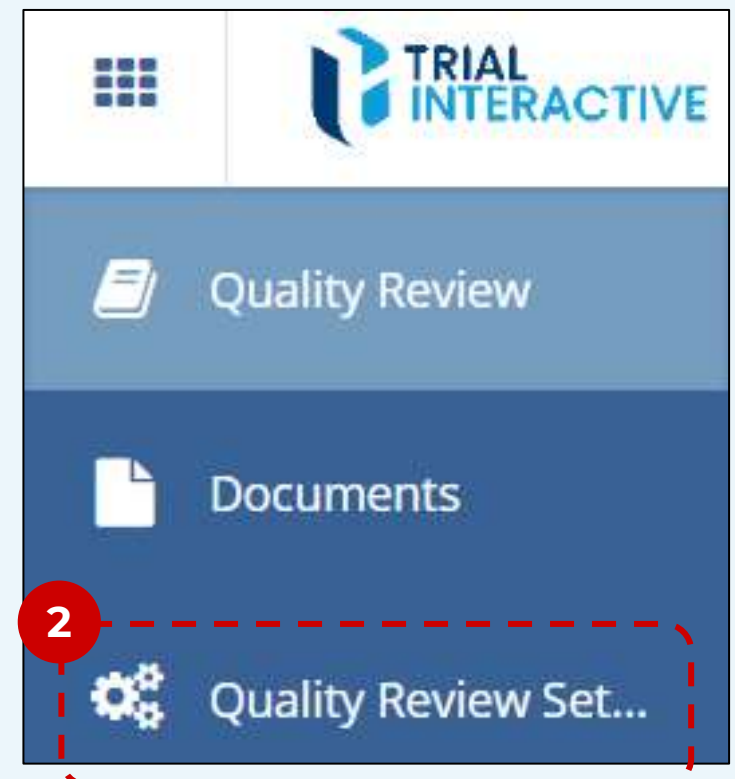 TRIAL
INTERACTIVE
Quality Review
Documents
2
Quality Review Set...